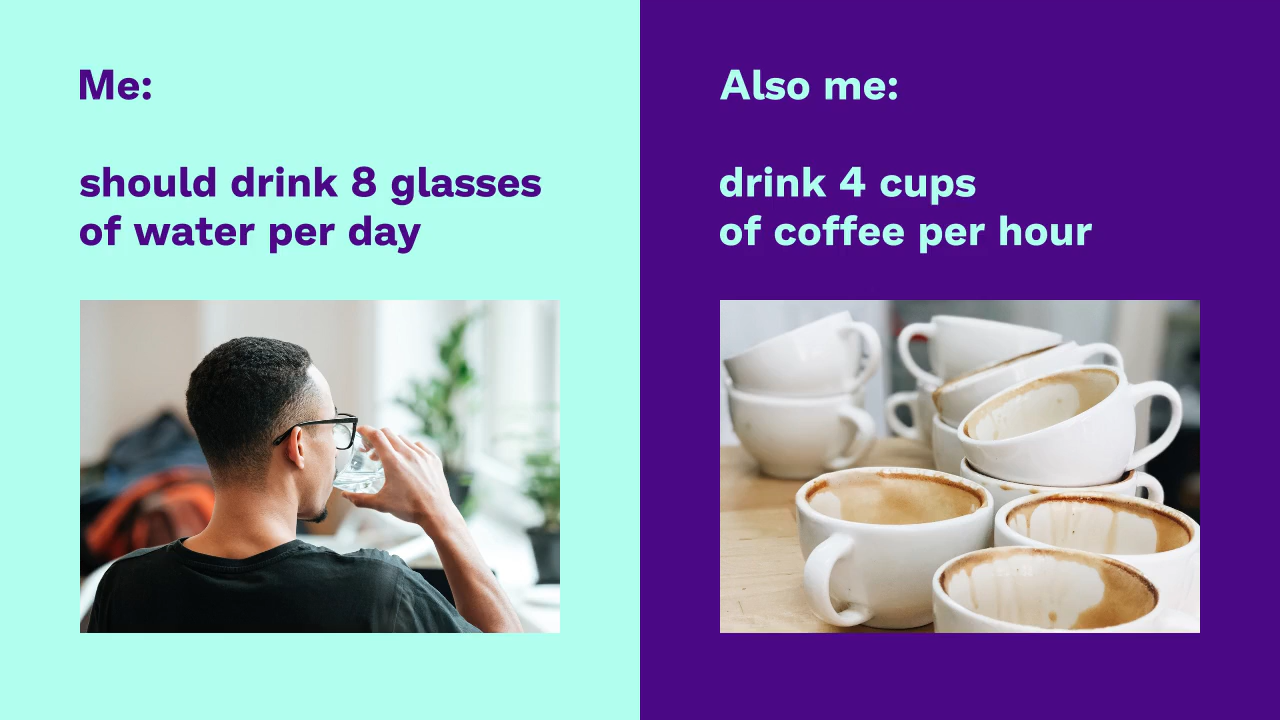 Me:
should drink 8 glasses
of water per day
Also me:
drink 4 cups
of coffee per hour